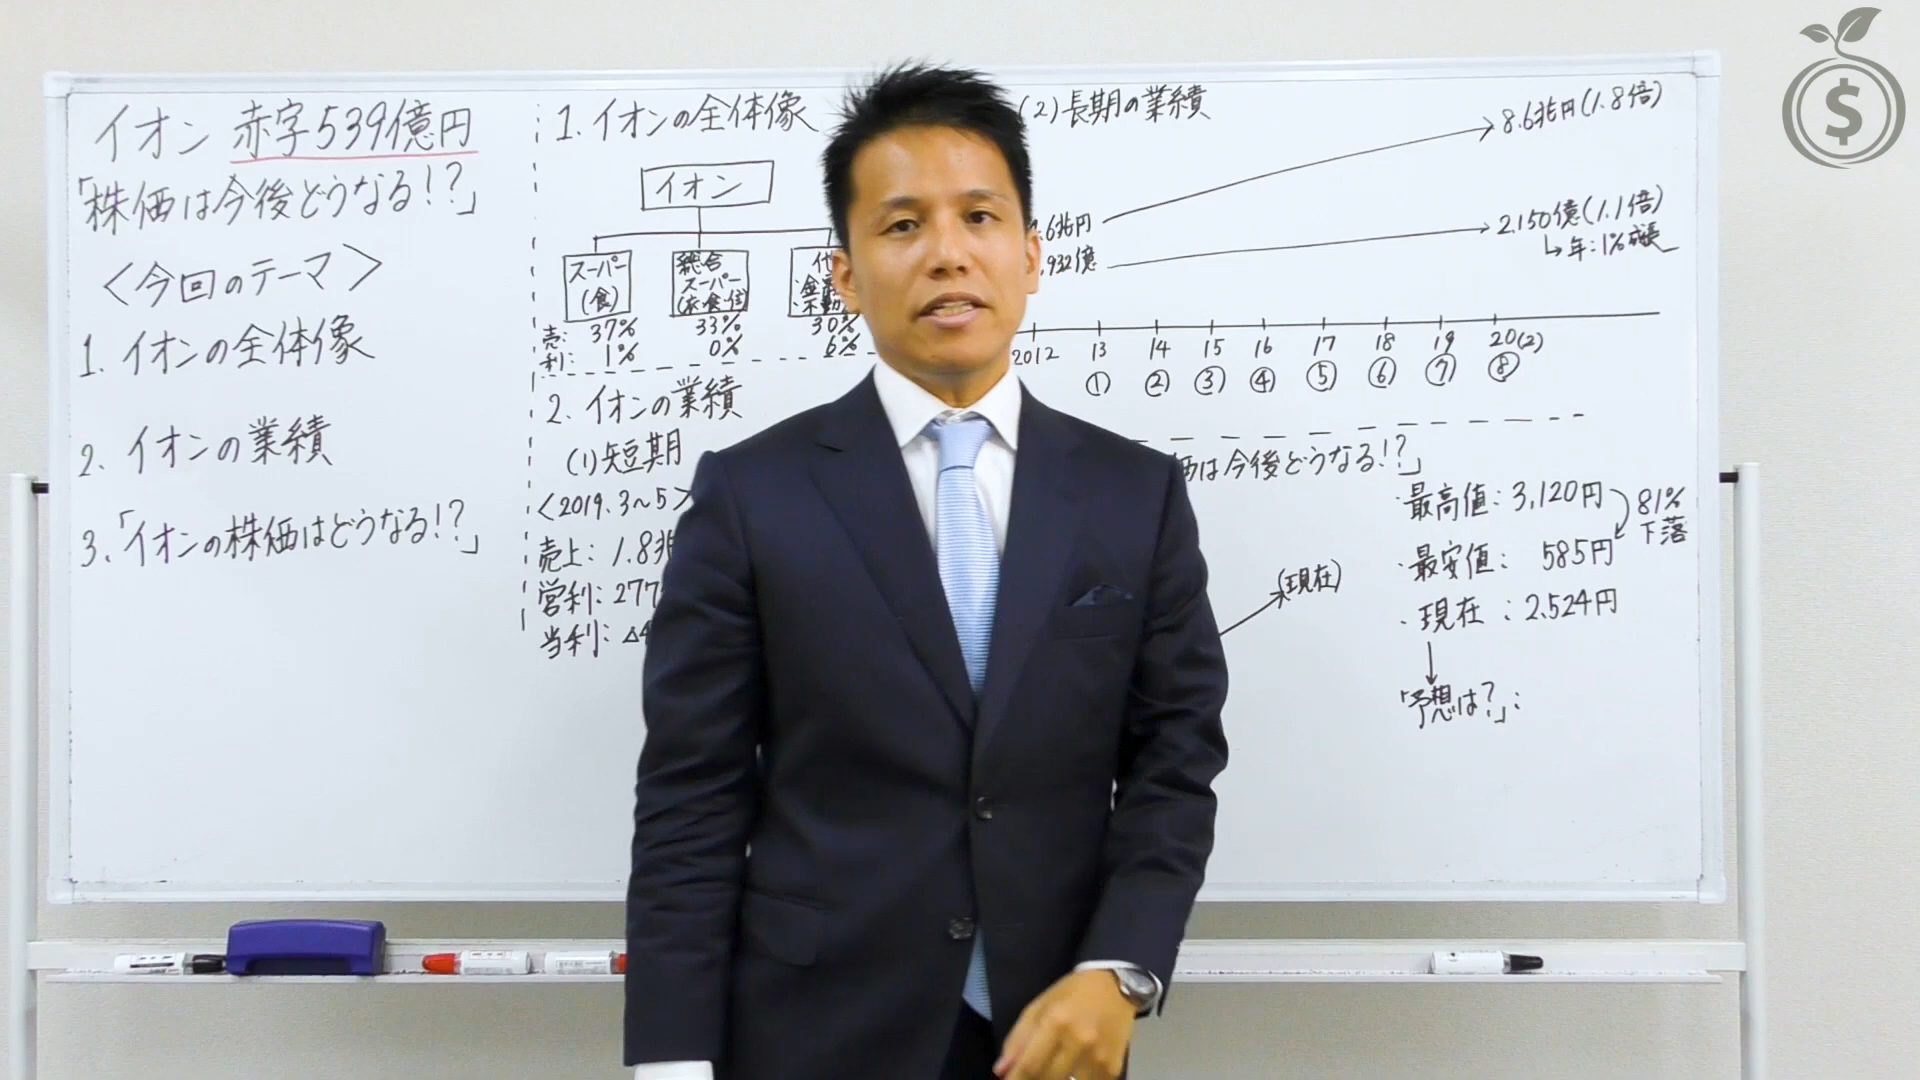 イオン 赤字539億円
「株価は今後どうなる!?」
<今回のテーマ>
1. イオンの全体像
2. イオンの業績
3.「イオンの株価はどうなる!?」
1. イオンの全体像
イオン
スーパー
(食)
総合
スーパー
(衣・食・住)
売: 37% 33% 30%
利: 1% 0% 6%
2. イオンの業績
(1)短期
<2019.3~5>
売上: 1.8兆
営利: 277
当利: △4
(2)長期の業績
8.6兆円(1.8倍)
.6兆円
2.150億(1.1倍)
↳年:1%成長
,932億
2012 13 14 15 16 17 18 19 20(2)
① ② ③ ④ ⑤ ⑥ ⑦ ⑧
は今後どうなる!?」
・最高値: 3,120円
81%
下落
・最安値: 585円
・現在 : 2.524円
(現在)
「予想は?」:
$